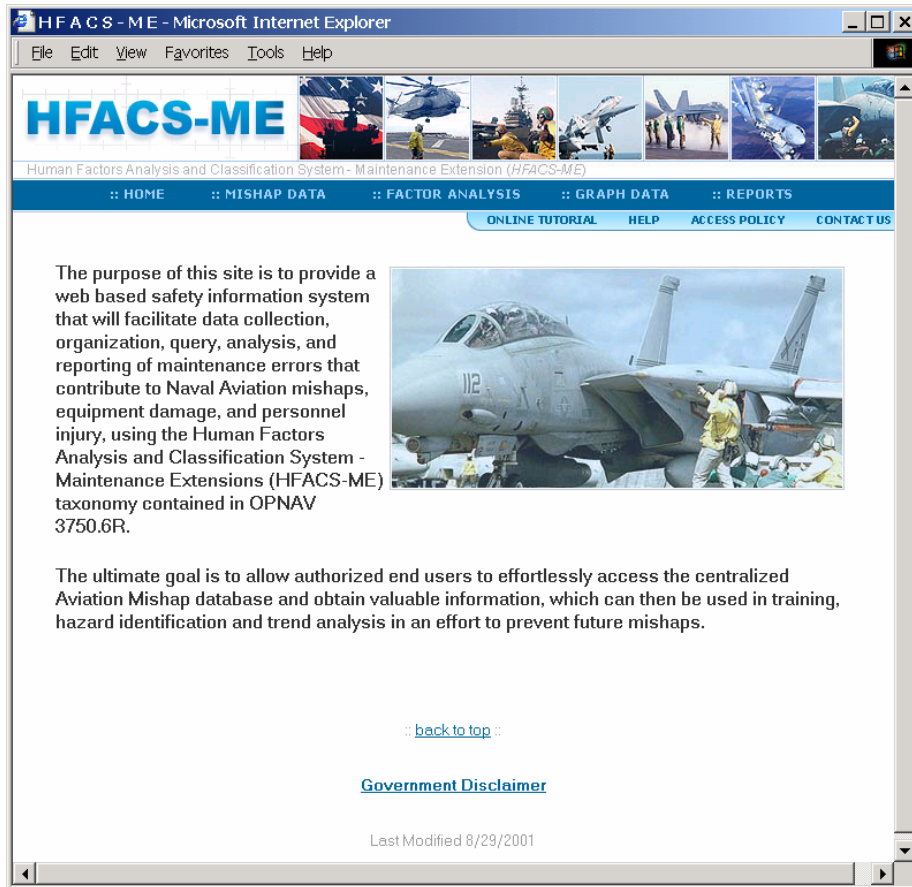 HFACS-ME - Microsoft Internet Explorer
File Edit View Favorites Tools Help
HFACS-ME
Human Factors Analysis and Classification System - Maintenance Extension (HFACS-ME)
:: HOME :: MISHAP DATA :: FACTOR ANALYSIS :: GRAPH DATA :: REPORTS
ONLINE TUTORIAL HELP ACCESS POLICY CONTACT US
The purpose of this site is to provide a
web based safety information system
that will facilitate data collection,
organization, query, analysis, and
reporting of maintenance errors that
contribute to Naval Aviation mishaps,
equipment damage, and personnel
injury, using the Human Factors
Analysis and Classification System -
Maintenance Extensions (HFACS-ME)
taxonomy contained in OPNAV
3750.6R.
112
The ultimate goal is to allow authorized end users to effortlessly access the centralized
Aviation Mishap database and obtain valuable information, which can then be used in training,
hazard identification and trend analysis in an effort to prevent future mishaps.
:: back to top ::
Government Disclaimer
Last Modified 8/29/2001